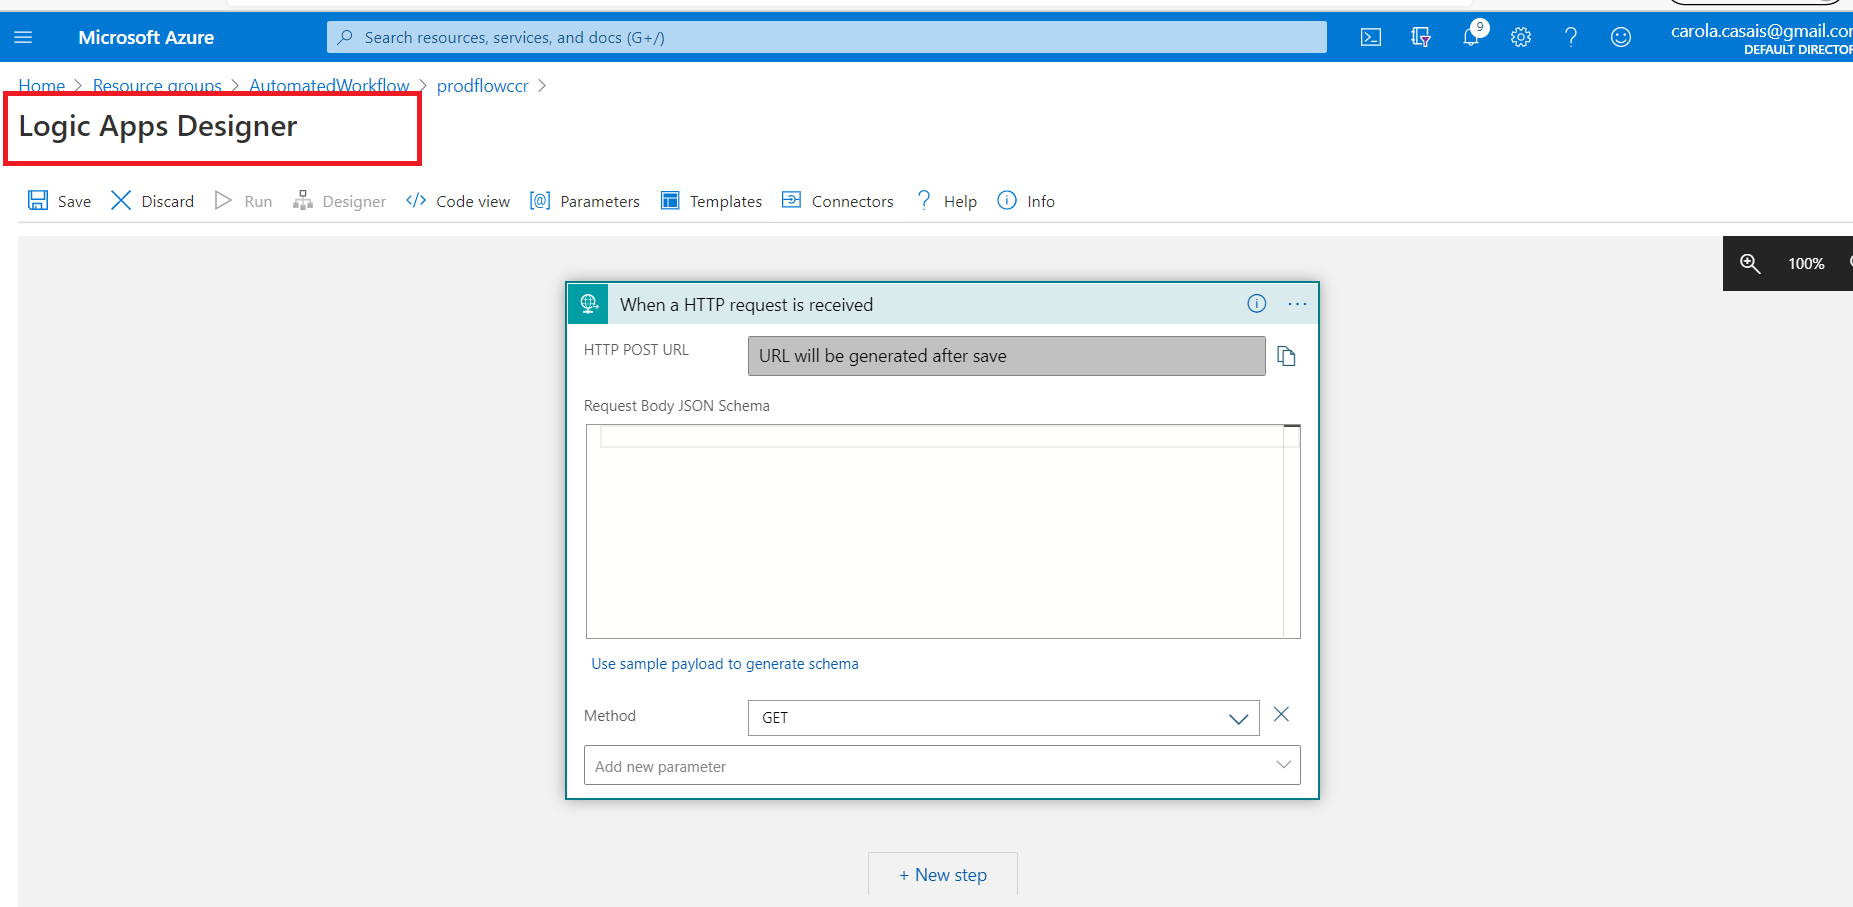 Microsoft Azure
Search resources, services, and docs (G+/)
9
carola.casais@gmail.co
DEFAULT DIRECTO
Home > Resource groups > AutomatedWorkflow > prodflowccr >
Logic Apps Designer
Save Discard Run Designer </> Code view [@] Parameters Templates Connectors ? Help Info
100%
When a HTTP request is received
HTTP POST URL URL will be generated after save
Request Body JSON Schema
Use sample payload to generate schema
Method GET
Add new parameter
+ New step